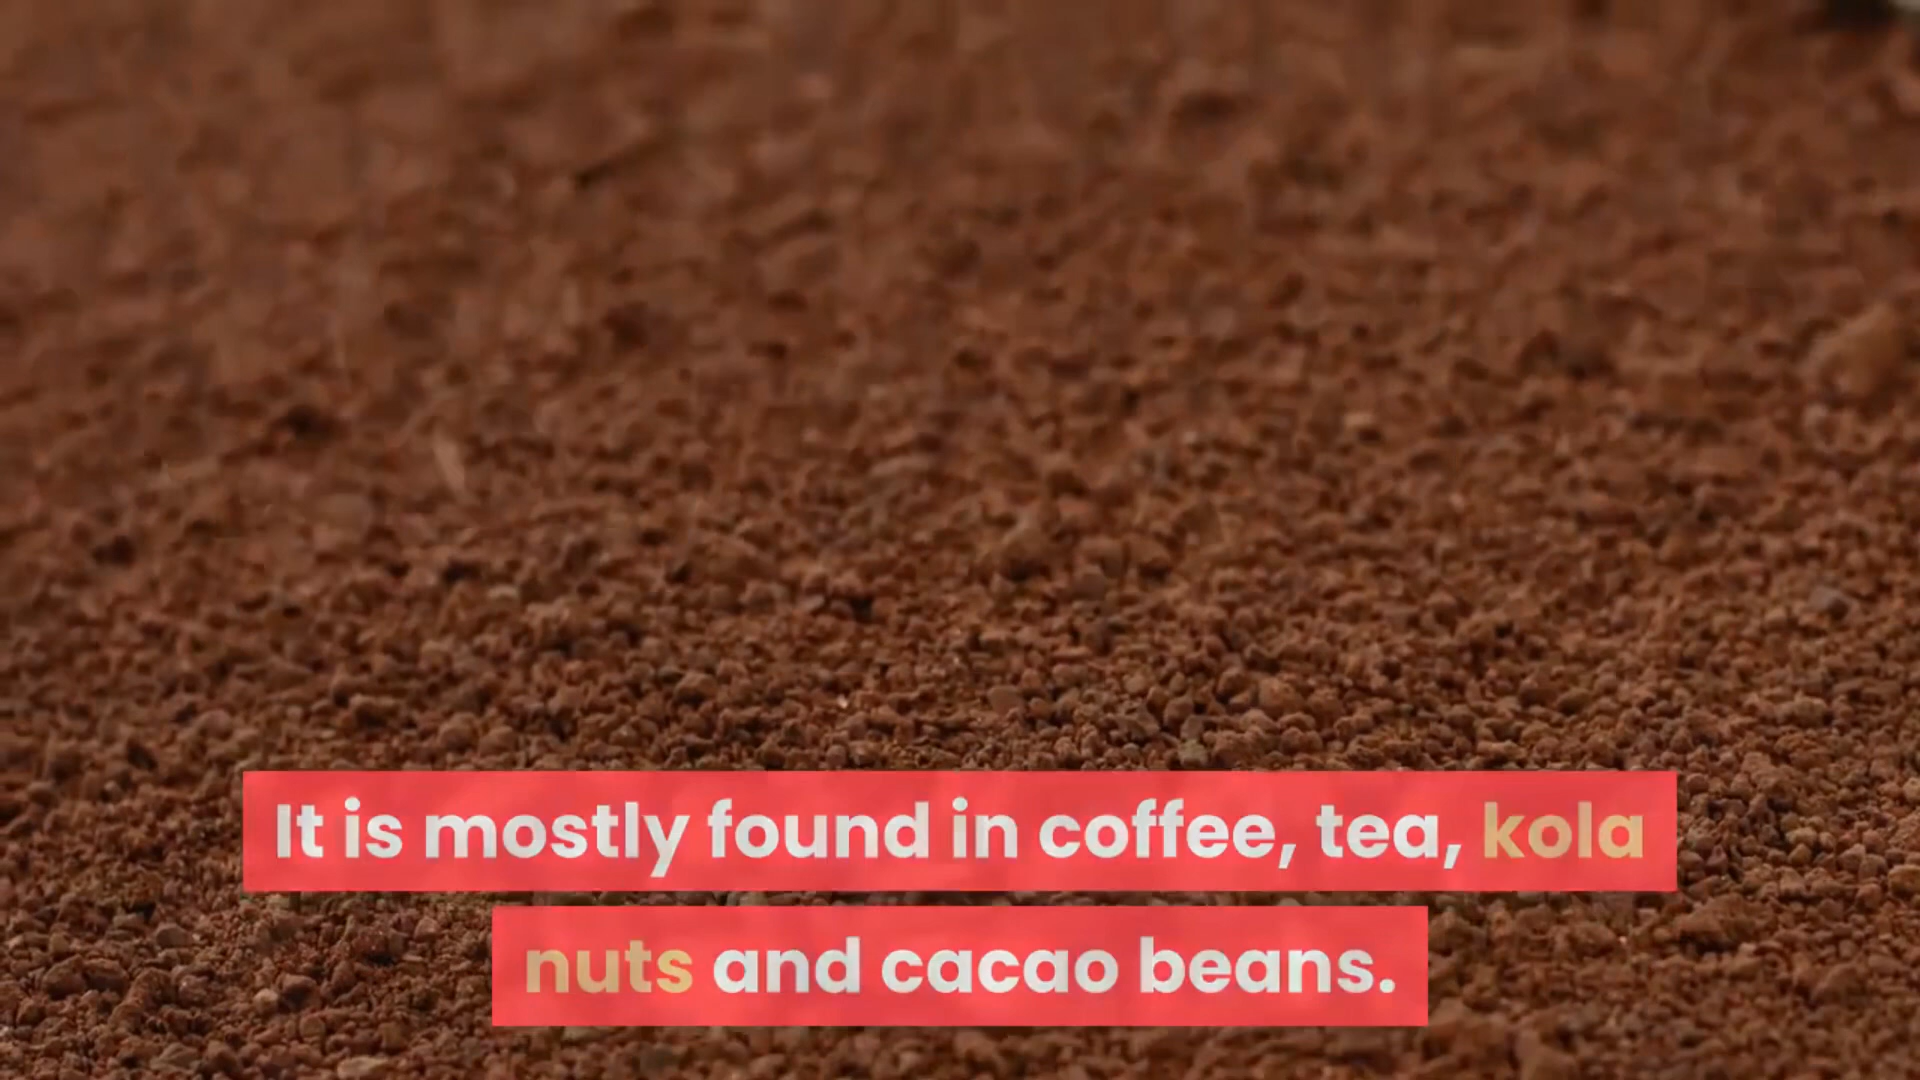 It is mostly found in coffee, tea, kola
nuts and cacao beans.